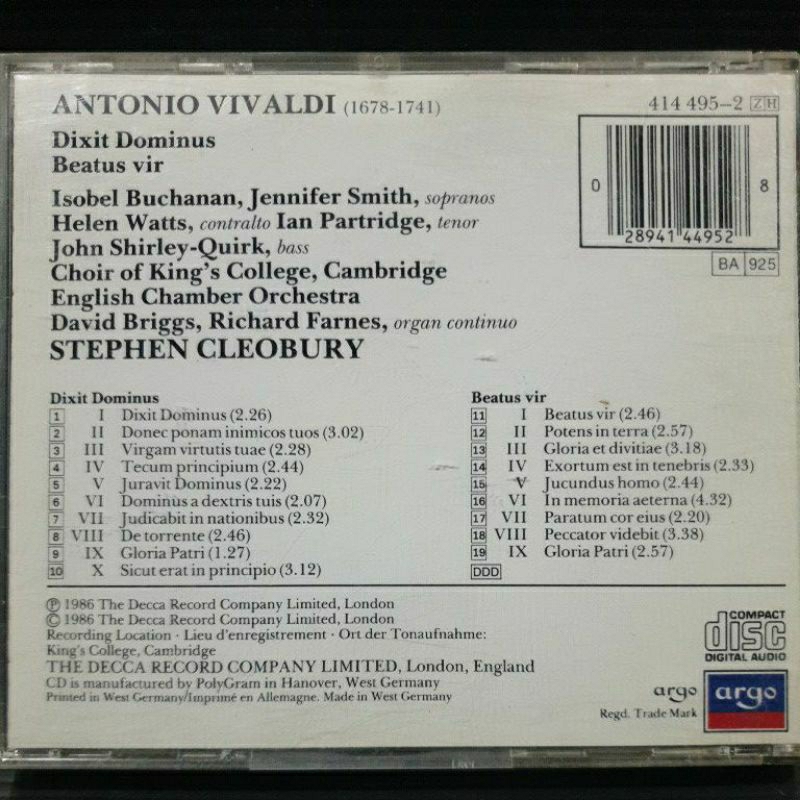 ANTONIO VIVALDI (1678-1741)
414 495–2 ZH
Dixit Dominus
Beatus vir
0 28941 44952 8
BA 925
Isobel Buchanan, Jennifer Smith, sopranos
Helen Watts, contralto Ian Partridge, tenor
John Shirley-Quirk, bass
Choir of King's College, Cambridge
English Chamber Orchestra
David Briggs, Richard Farnes, organ continuo
STEPHEN CLEOBURY
Dixit Dominus
1 I Dixit Dominus (2.26)
2 II Donec ponam inimicos tuos (3.02)
3 III Virgam virtutis tuae (2.28)
4 IV Tecum principium (2.44)
5 V Juravit Dominus (2.22)
6 VI Dominus a dextris tuis (2.07)
7 VII Judicabit in nationibus (2.32)
8 VIII De torrente (2.46)
9 IX Gloria Patri (1.27)
10 X Sicut erat in principio (3.12)
Beatus vir
11 I Beatus vir (2.46)
12 II Potens in terra (2.57)
13 III Gloria et divitiae (3.18)
14 IV Exortum est in tenebris (2.33)
15 V Jucundus homo (2.44)
16 VI In memoria aeterna (4.32)
17 VII Paratum cor eius (2.20)
18 VIII Peccator videbit (3.38)
19 IX Gloria Patri (2.57)
DDD
℗ 1986 The Decca Record Company Limited, London
© 1986 The Decca Record Company Limited, London
Recording Location · Lieu d'enregistrement · Ort der Tonaufnahme:
King's College, Cambridge
THE DECCA RECORD COMPANY LIMITED, London, England
CD is manufactured by PolyGram in Hanover, West Germany
Printed in West Germany/Imprimé en Allemagne. Made in West Germany
COMPACT
disc
DIGITAL AUDIO
argo
Regd. Trade Mark
argo